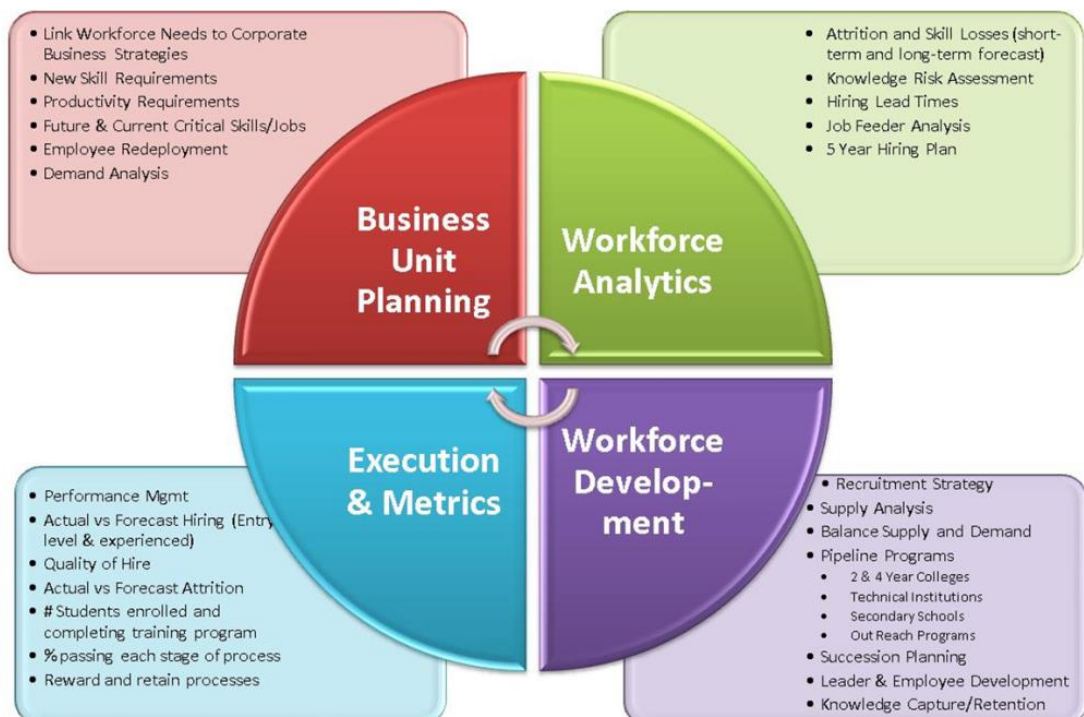 • Link Workforce Needs to Corporate
Business Strategies
• New Skill Requirements
• Productivity Requirements
• Future & Current Critical Skills/Jobs
• Employee Redeployment
• Demand Analysis
• Attrition and Skill Losses (short-
term and long-term forecast)
• Knowledge Risk Assessment
• Hiring Lead Times
• Job Feeder Analysis
• 5 Year Hiring Plan
Business
Unit
Planning
Workforce
Analytics
Execution
& Metrics
Workforce
Develop-
ment
• Performance Mgmt
• Actual vs Forecast Hiring (Entry
level & experienced)
• Quality of Hire
• Actual vs Forecast Attrition
• # Students enrolled and
completing training program
• % passing each stage of process
• Reward and retain processes
• Recruitment Strategy
• Supply Analysis
• Balance Supply and Demand
• Pipeline Programs
• 2 & 4 Year Colleges
• Technical Institutions
• Secondary Schools
• Out Reach Programs
• Succession Planning
• Leader & Employee Development
• Knowledge Capture/Retention